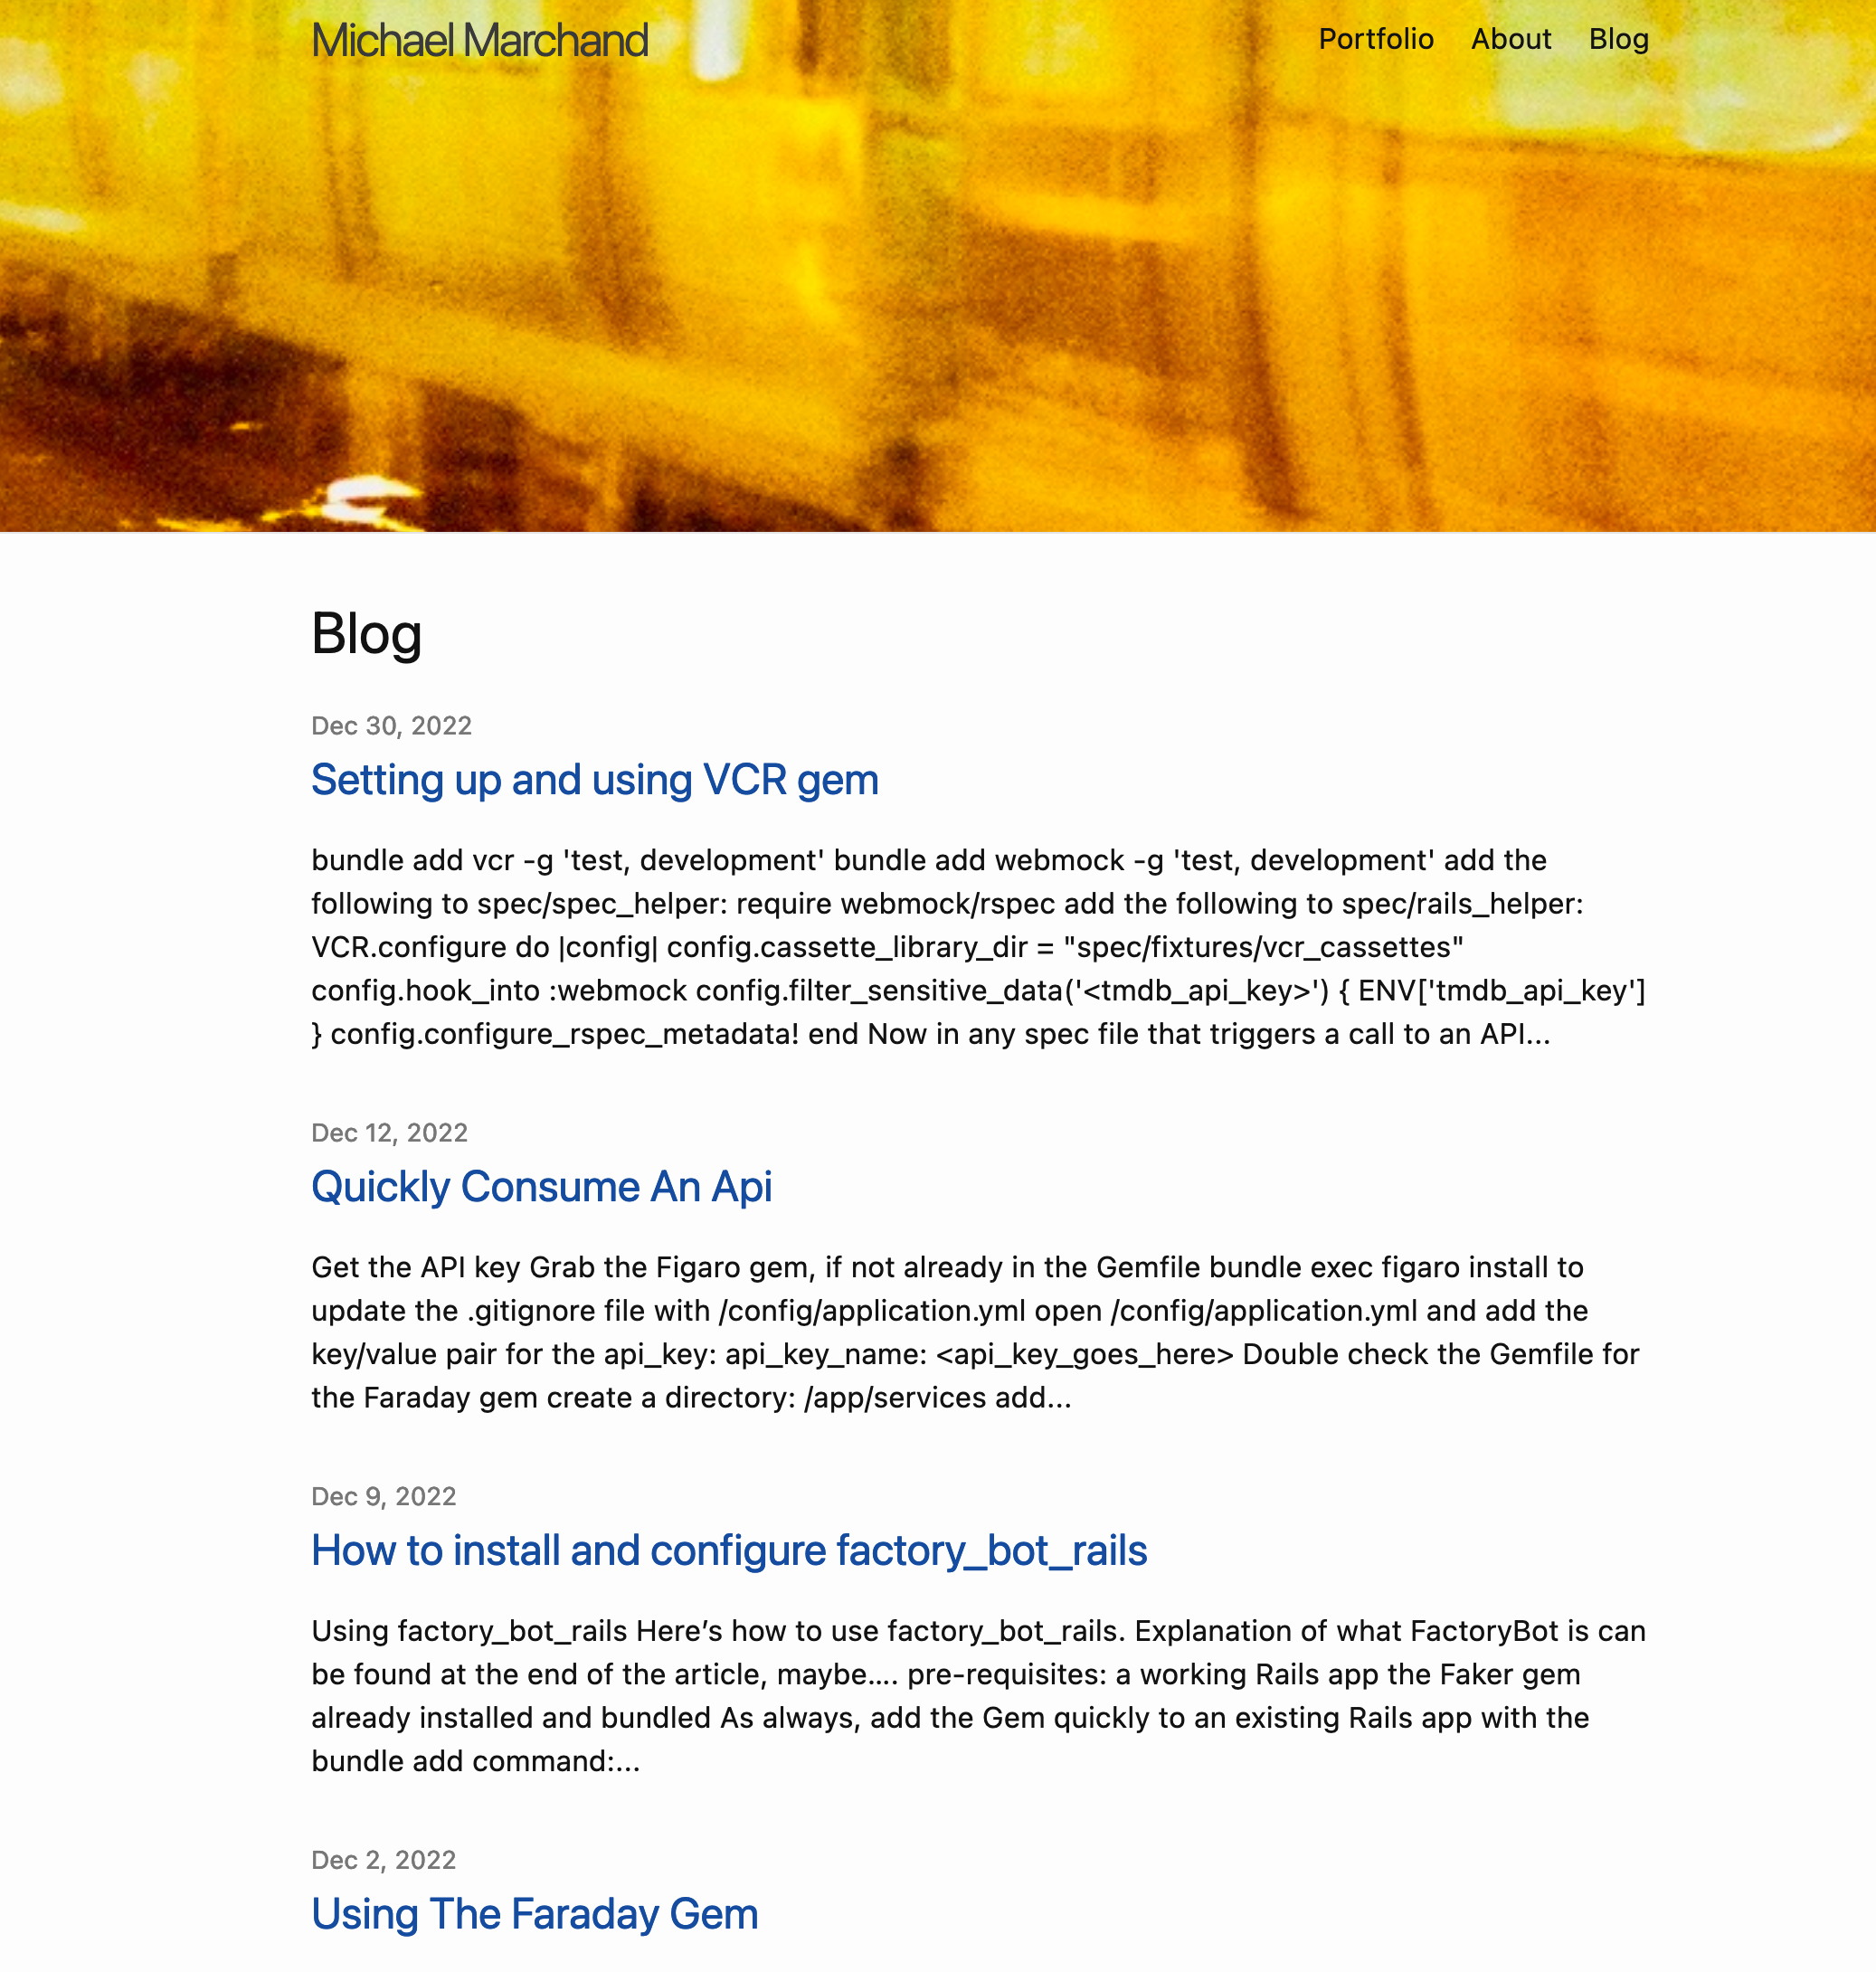 Michael Marchand
Portfolio About Blog
Blog
Dec 30, 2022
Setting up and using VCR gem
bundle add vcr -g 'test, development' bundle add webmock -g 'test, development' add the
following to spec/spec_helper: require webmock/rspec add the following to spec/rails_helper:
VCR.configure do |config| config.cassette_library_dir = "spec/fixtures/vcr_cassettes"
config.hook_into :webmock config.filter_sensitive_data('<tmdb_api_key>') { ENV['tmdb_api_key']
} config.configure_rspec_metadata! end Now in any spec file that triggers a call to an API...
Dec 12, 2022
Quickly Consume An Api
Get the API key Grab the Figaro gem, if not already in the Gemfile bundle exec figaro install to
update the .gitignore file with /config/application.yml open /config/application.yml and add the
key/value pair for the api_key: api_key_name: <api_key_goes_here> Double check the Gemfile for
the Faraday gem create a directory: /app/services add...
Dec 9, 2022
How to install and configure factory_bot_rails
Using factory_bot_rails Here’s how to use factory_bot_rails. Explanation of what FactoryBot is can
be found at the end of the article, maybe…. pre-requisites: a working Rails app the Faker gem
already installed and bundled As always, add the Gem quickly to an existing Rails app with the
bundle add command:...
Dec 2, 2022
Using The Faraday Gem